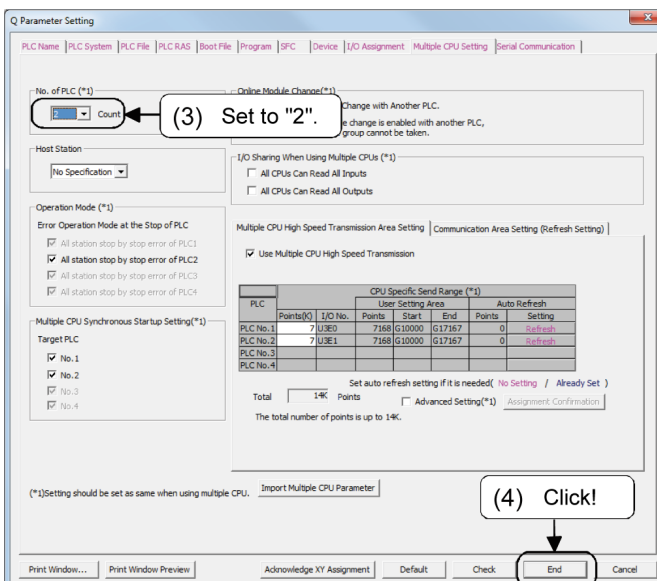 Q Parameter Setting
PLC Name | PLC System | PLC File | PLC RAS | Boot File | Program | SFC | Device | I/O Assignment | Multiple CPU Setting | Serial Communication
No. of PLC (*1)
2 Count
(3) Set to "2".
Online Module Change(*1)
Change with Another PLC.
change is enabled with another PLC,
group cannot be taken.
Host Station
No Specification
I/O Sharing When Using Multiple CPUs (*1)
All CPUs Can Read All Inputs
All CPUs Can Read All Outputs
Operation Mode (*1)
Error Operation Mode at the Stop of PLC
All station stop by stop error of PLC1
All station stop by stop error of PLC2
All station stop by stop error of PLC3
All station stop by stop error of PLC4
Multiple CPU Synchronous Startup Setting(*1)
Target PLC
No.1
No.2
No.3
No.4
Multiple CPU High Speed Transmission Area Setting | Communication Area Setting (Refresh Setting)
Use Multiple CPU High Speed Transmission
CPU Specific Send Range (*1)
PLC User Setting Area Auto Refresh
Points(K) I/O No. Points Start End Points Setting
PLC No.1 7 U3E0 7168 G10000 G17167 0 Refresh
PLC No.2 7 U3E1 7168 G10000 G17167 0 Refresh
PLC No.3
PLC No.4
Set auto refresh setting if it is needed( No Setting / Already Set )
Total 14K Points Advanced Setting(*1) Assignment Confirmation
The total number of points is up to 14K.
(*1)Setting should be set as same when using multiple CPU. Import Multiple CPU Parameter
(4) Click!
Print Window... Print Window Preview Acknowledge XY Assignment Default Check End Cancel